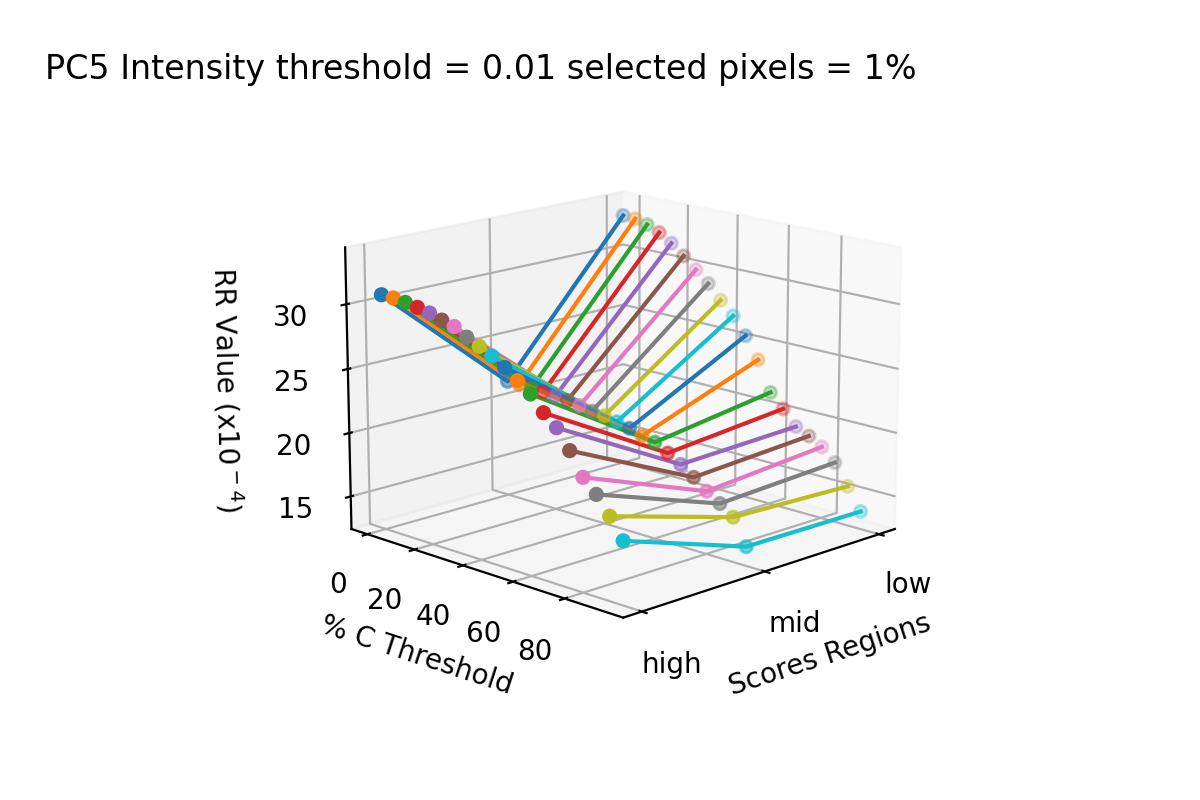 PC5 Intensity threshold = 0.01 selected pixels = 1%
RR Value (x10⁻⁴)
30
25
20
15
0
20
40
60
80
% C Threshold
high
mid
low
Scores Regions